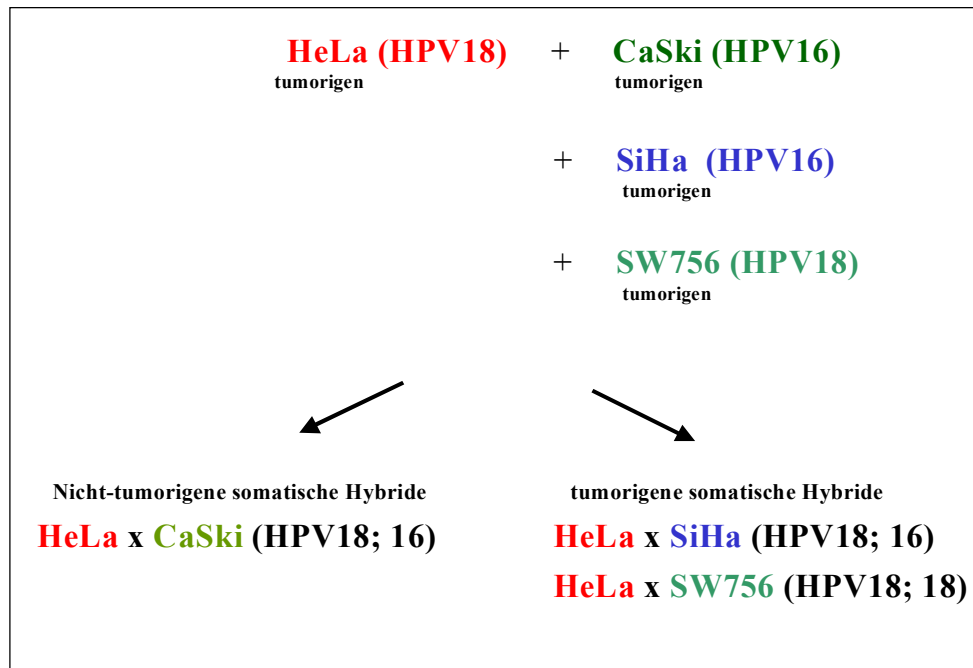 HeLa (HPV18) + CaSki (HPV16)
tumorigen tumorigen
+ SiHa (HPV16)
tumorigen
+ SW756 (HPV18)
tumorigen
Nicht-tumorigene somatische Hybride tumorigene somatische Hybride
HeLa x CaSki (HPV18; 16) HeLa x SiHa (HPV18; 16)
HeLa x SW756 (HPV18; 18)